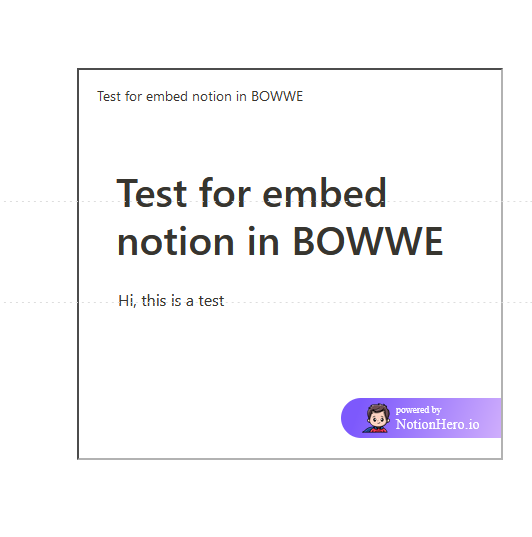 Test for embed notion in BOWWE
Test for embed
notion in BOWWE
Hi, this is a test
powered by
NotionHero.io